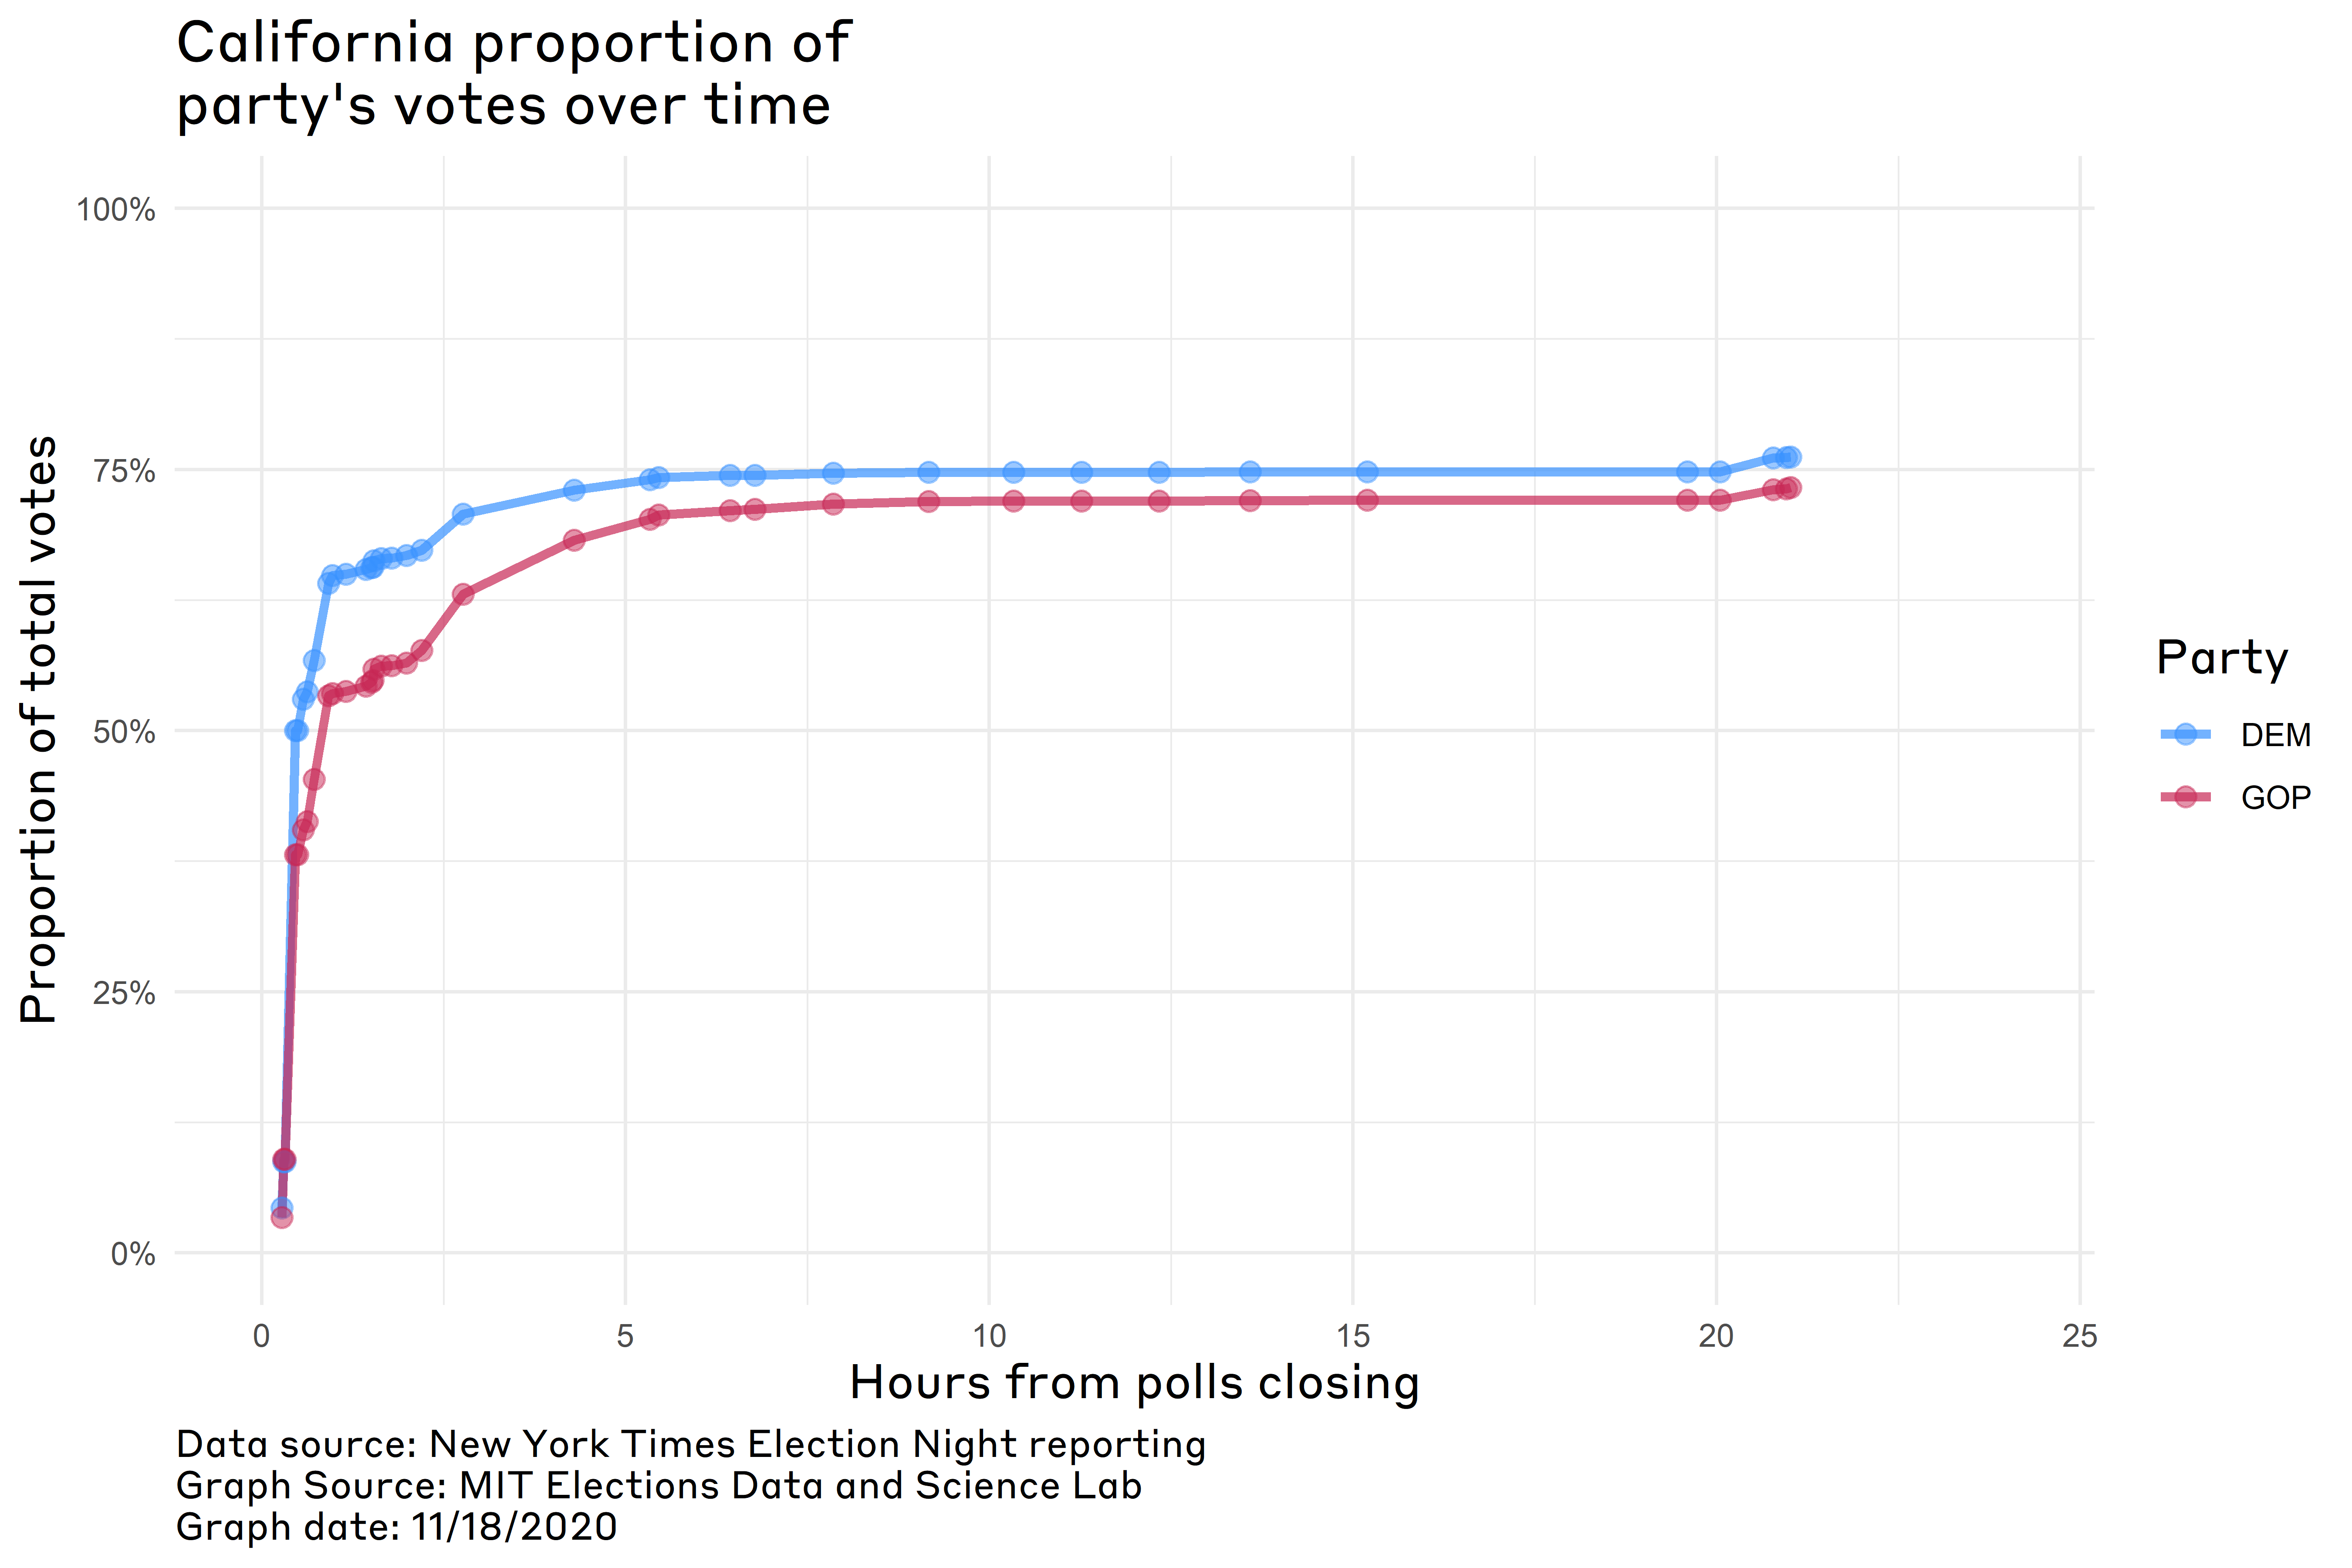 California proportion of
party's votes over time
Proportion of total votes
100%
75%
50%
25%
0%
0
5
10
15
20
25
Hours from polls closing
Party
DEM
GOP
Data source: New York Times Election Night reporting
Graph Source: MIT Elections Data and Science Lab
Graph date: 11/18/2020